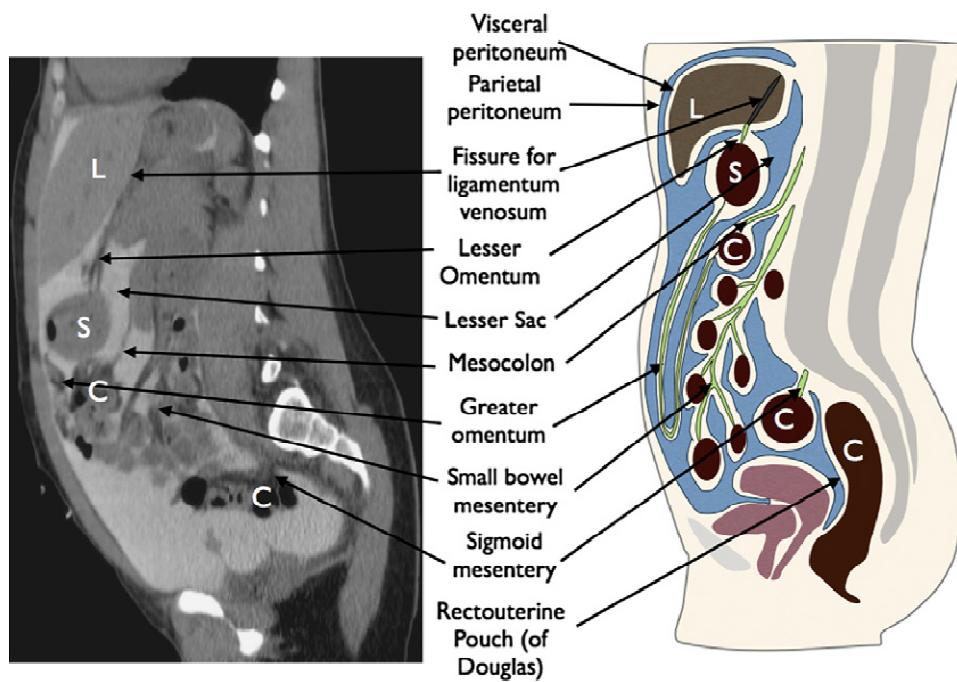 Visceral
peritoneum
Parietal
peritoneum
Fissure for
ligamentum
venosum
Lesser
Omentum
Lesser Sac
Mesocolon
Greater
omentum
Small bowel
mesentery
Sigmoid
mesentery
Rectouterine
Pouch (of
Douglas)
L
S
C
C
L
S
C
C
C